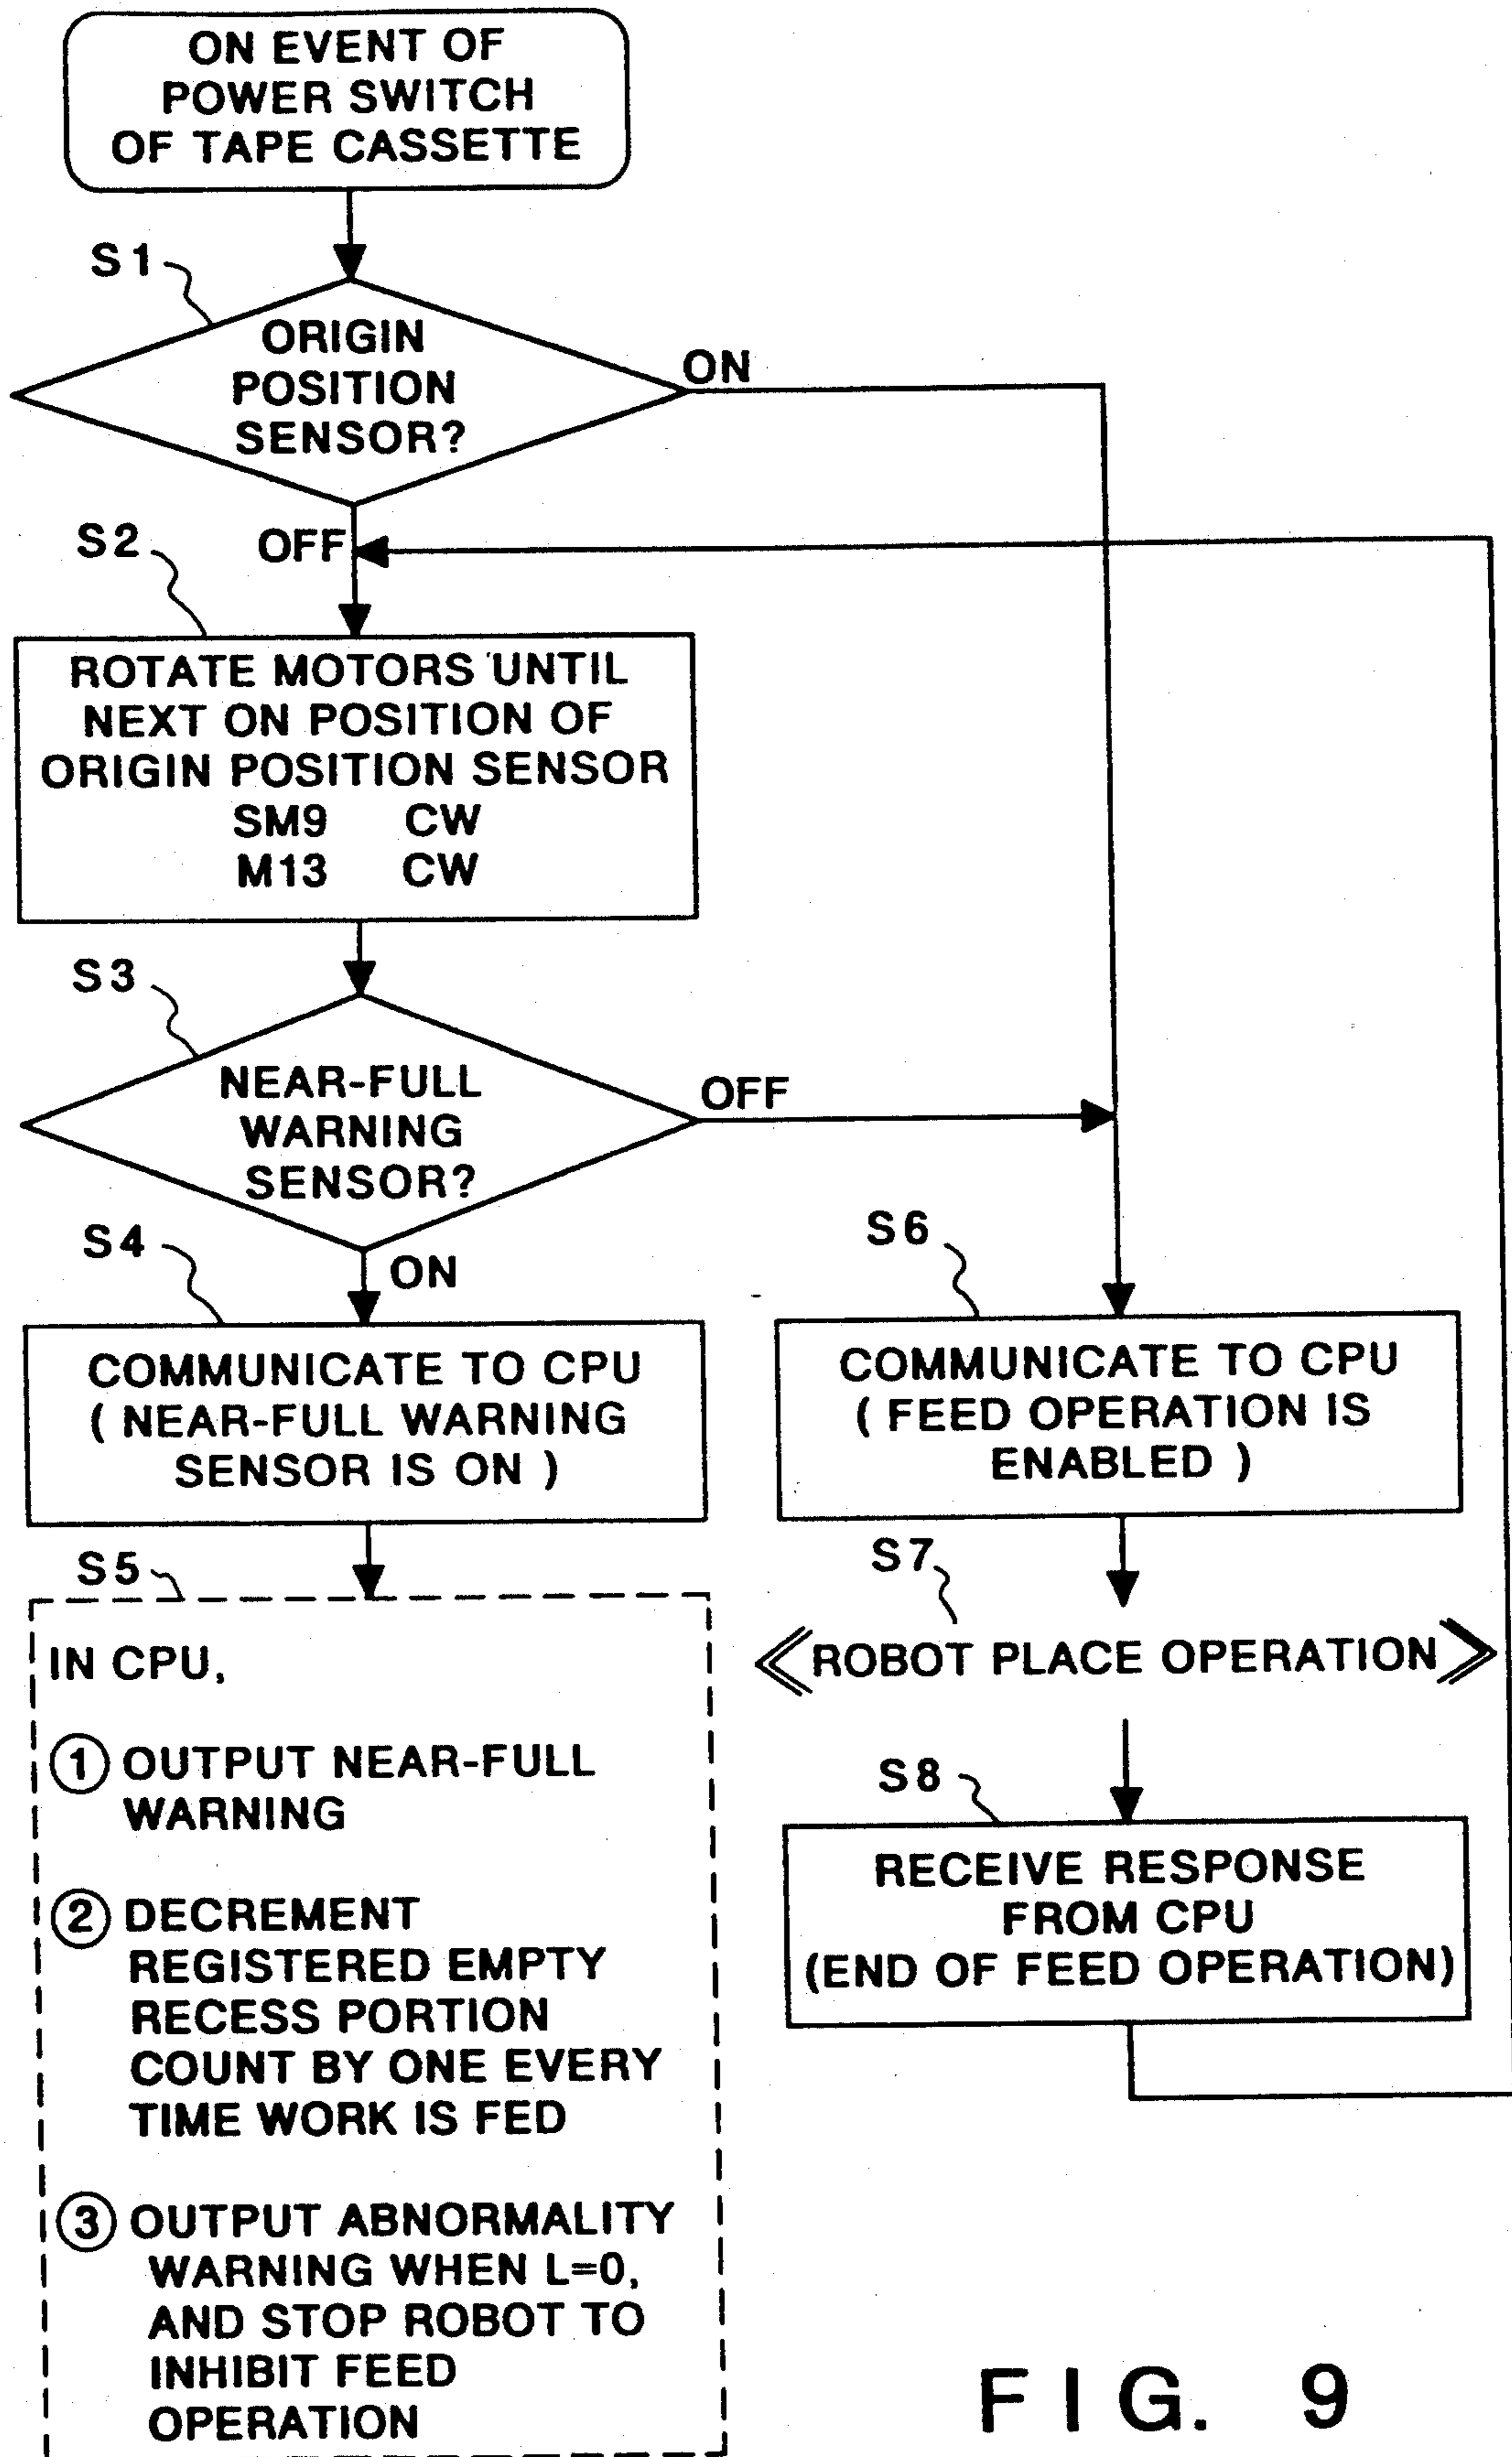 ON EVENT OF
POWER SWITCH
OF TAPE CASSETTE
S1
ORIGIN
POSITION
SENSOR?
ON
S2
OFF
ROTATE MOTORS UNTIL
NEXT ON POSITION OF
ORIGIN POSITION SENSOR
SM9 CW
M13 CW
S3
NEAR-FULL
WARNING
SENSOR?
OFF
S4
ON
COMMUNICATE TO CPU
( NEAR-FULL WARNING
SENSOR IS ON )
S5
IN CPU,
① OUTPUT NEAR-FULL
WARNING
② DECREMENT
REGISTERED EMPTY
RECESS PORTION
COUNT BY ONE EVERY
TIME WORK IS FED
③ OUTPUT ABNORMALITY
WARNING WHEN L=0,
AND STOP ROBOT TO
INHIBIT FEED
OPERATION
S6
COMMUNICATE TO CPU
( FEED OPERATION IS
ENABLED )
S7
≪ROBOT PLACE OPERATION≫
S8
RECEIVE RESPONSE
FROM CPU
(END OF FEED OPERATION)
FIG. 9